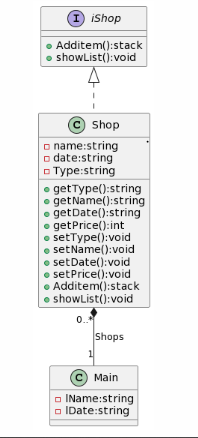 I iShop
Additem():stack
showList():void
C Shop
name:string
date:string
Type:string
getType():string
getName():string
getDate():string
getPrice():int
setType():void
setName():void
setDate():void
setPrice():void
Additem():stack
showList():void
0..*
Shops
1
C Main
lName:string
lDate:string